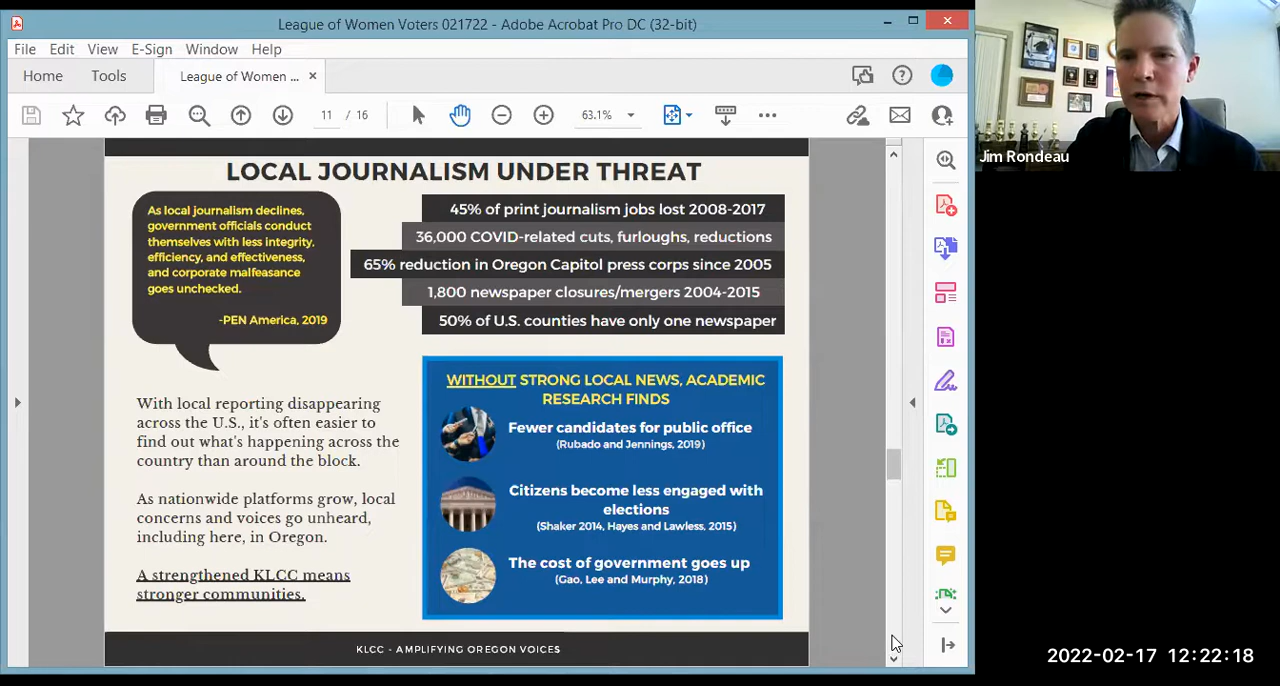 League of Women Voters 021722 - Adobe Acrobat Pro DC (32-bit)
File Edit View E-Sign Window Help
Home Tools League of Women ... ×
11 / 16 63.1%
LOCAL JOURNALISM UNDER THREAT
As local journalism declines,
government officials conduct
themselves with less integrity,
efficiency, and effectiveness,
and corporate malfeasance
goes unchecked.
-PEN America, 2019
45% of print journalism jobs lost 2008-2017
36,000 COVID-related cuts, furloughs, reductions
65% reduction in Oregon Capitol press corps since 2005
1,800 newspaper closures/mergers 2004-2015
50% of U.S. counties have only one newspaper
With local reporting disappearing
across the U.S., it's often easier to
find out what's happening across the
country than around the block.
As nationwide platforms grow, local
concerns and voices go unheard,
including here, in Oregon.
A strengthened KLCC means
stronger communities.
WITHOUT STRONG LOCAL NEWS, ACADEMIC
RESEARCH FINDS
Fewer candidates for public office
(Rubado and Jennings, 2019)
Citizens become less engaged with
elections
(Shaker 2014, Hayes and Lawless, 2015)
The cost of government goes up
(Gao, Lee and Murphy, 2018)
KLCC - AMPLIFYING OREGON VOICES
Jim Rondeau
2022-02-17 12:22:18